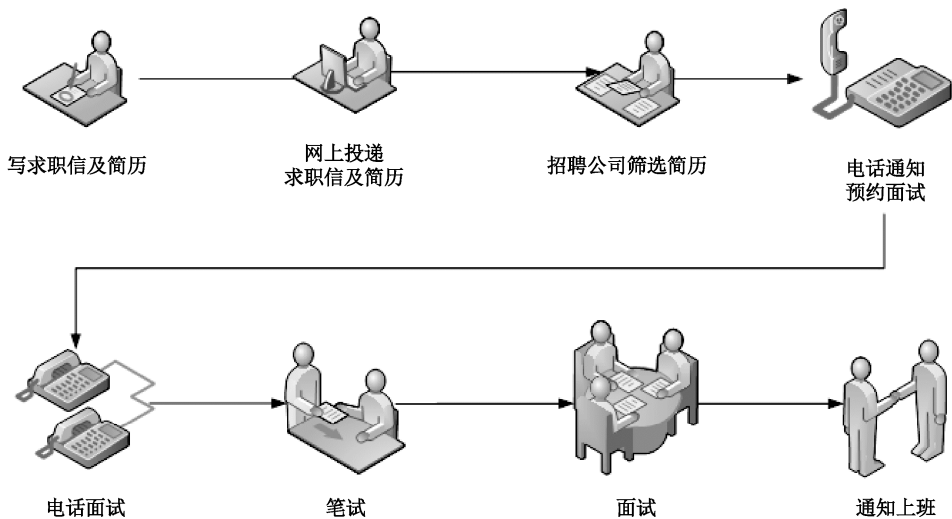 写求职信及简历
网上投递
求职信及简历
招聘公司筛选简历
电话通知
预约面试
电话面试
笔试
面试
通知上班